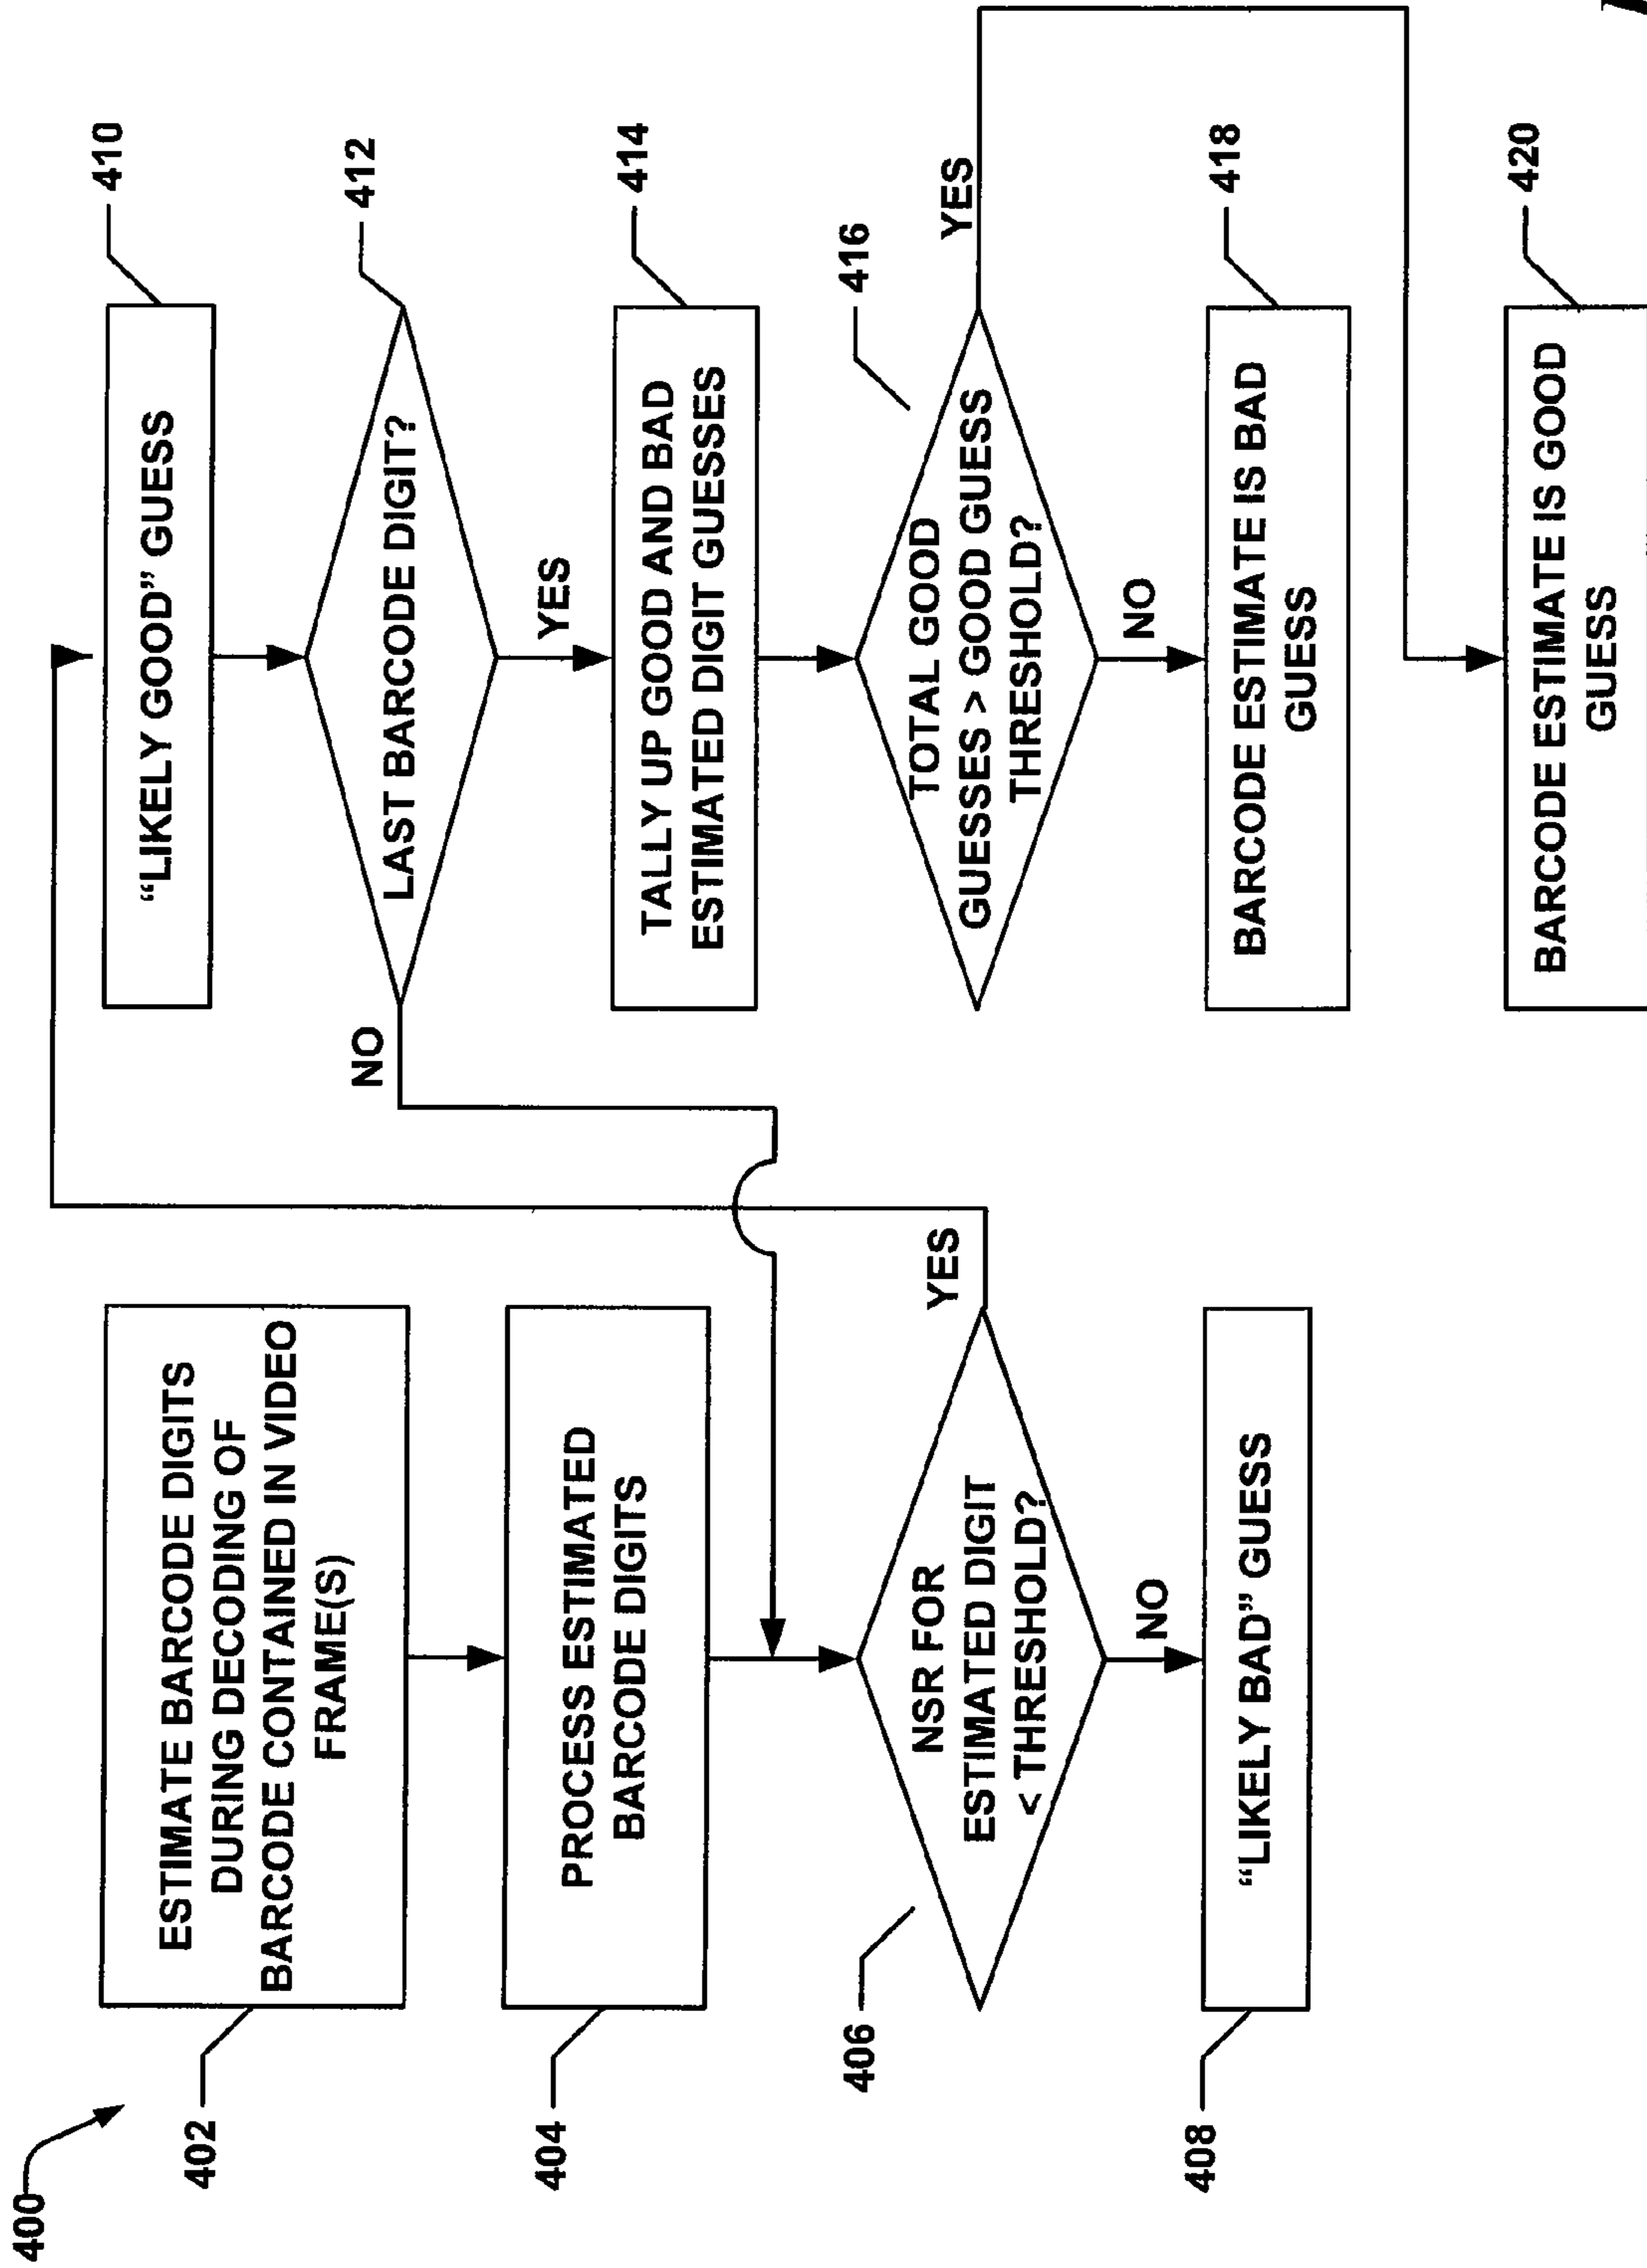 400
402
ESTIMATE BARCODE DIGITS
DURING DECODING OF
BARCODE CONTAINED IN VIDEO
FRAME(S)
404
PROCESS ESTIMATED
BARCODE DIGITS
406
NSR FOR
ESTIMATED DIGIT
< THRESHOLD?
YES
NO
408
“LIKELY BAD” GUESS
410
“LIKELY GOOD” GUESS
412
LAST BARCODE DIGIT?
NO
YES
414
TALLY UP GOOD AND BAD
ESTIMATED DIGIT GUESSES
416
TOTAL GOOD
GUESSES > GOOD GUESS
THRESHOLD?
YES
NO
418
BARCODE ESTIMATE IS BAD
GUESS
420
BARCODE ESTIMATE IS GOOD
GUESS